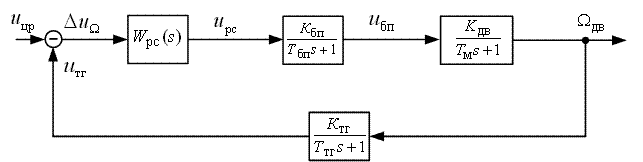 u_цр
Δu_Ω
W_рс(s)
u_рс
K_бп
T_бп s+1
u_бп
K_дв
T_м s+1
Ω_дв
u_тг
K_тг
T_тг s+1